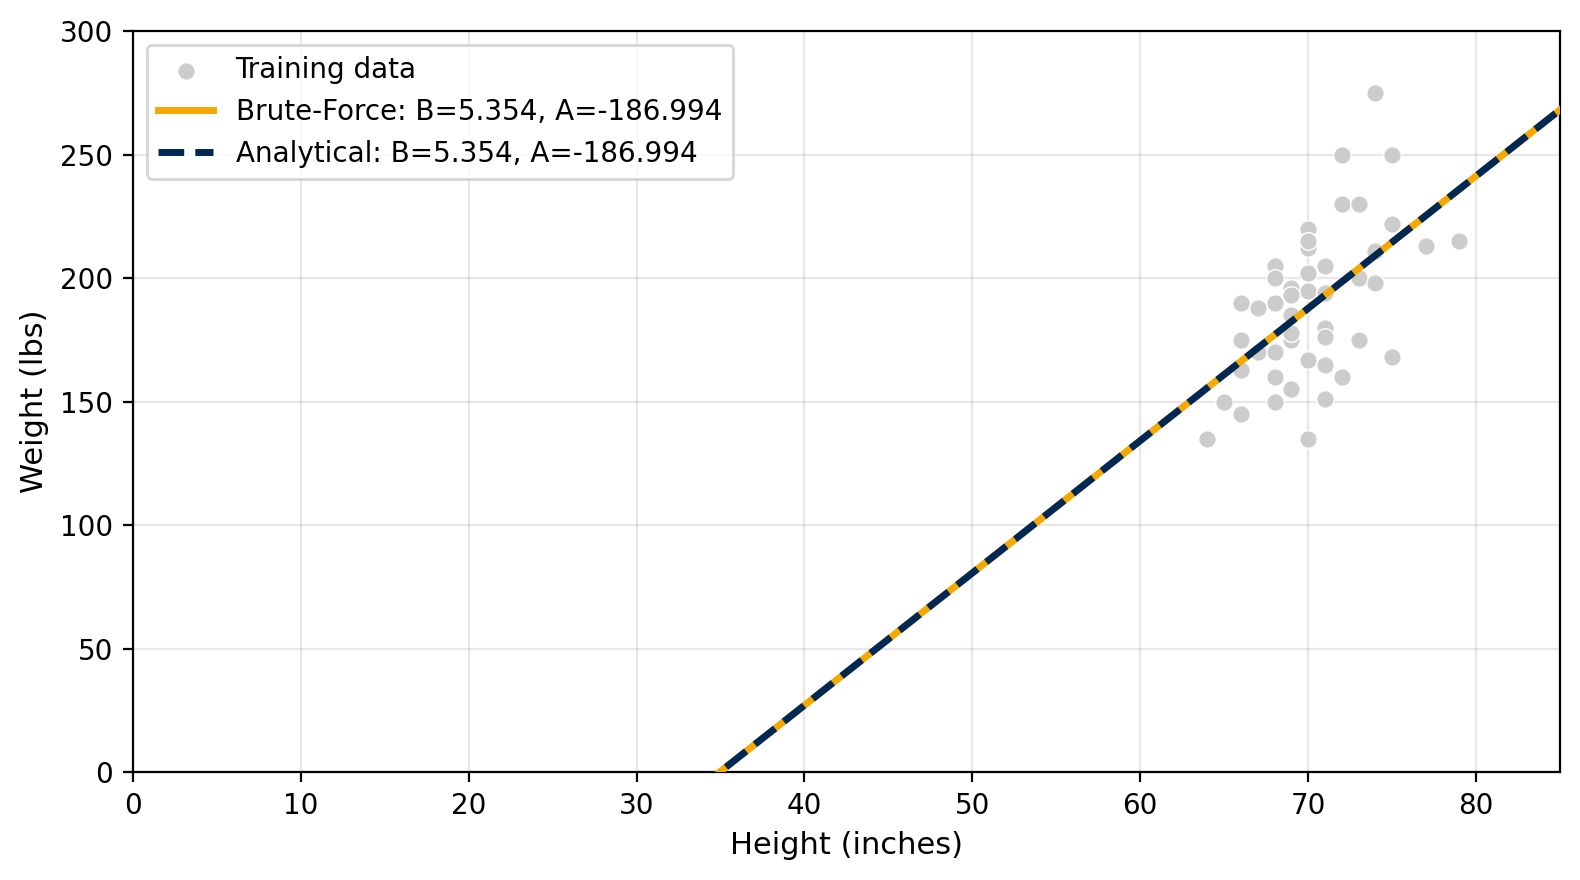 300
250
200
150
100
50
0
Weight (lbs)
Training data
Brute-Force: B=5.354, A=-186.994
Analytical: B=5.354, A=-186.994
0 10 20 30 40 50 60 70 80
Height (inches)